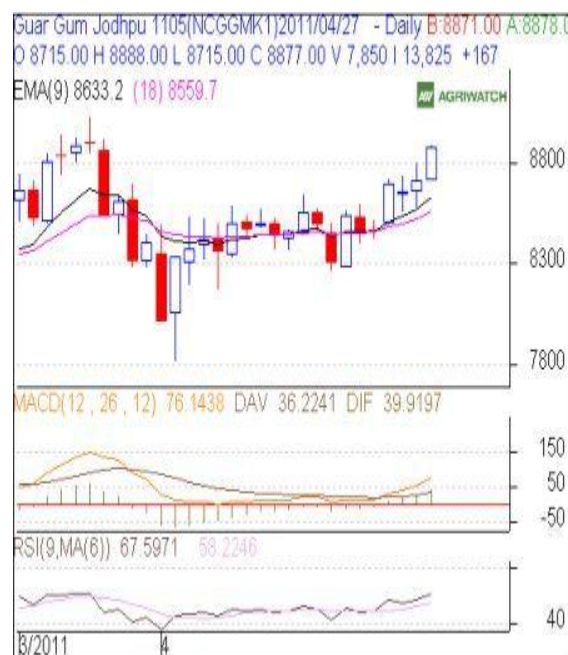 Guar Gum Jodhpu 1105(NCGGMK1)2011/04/27 - Daily B:8871.00 A:8878.0
O 8715.00 H 8888.00 L 8715.00 C 8877.00 V 7,850 I 13,825 +167
EMA(9) 8633.2 (18) 8559.7
AW AGRIWATCH
8800
8300
7800
MACD(12 , 26 , 12) 76.1438 DAV 36.2241 DIF 39.9197
150
50
-50
RSI(9,MA(6)) 67.5971 58.2246
40
3/2011 4